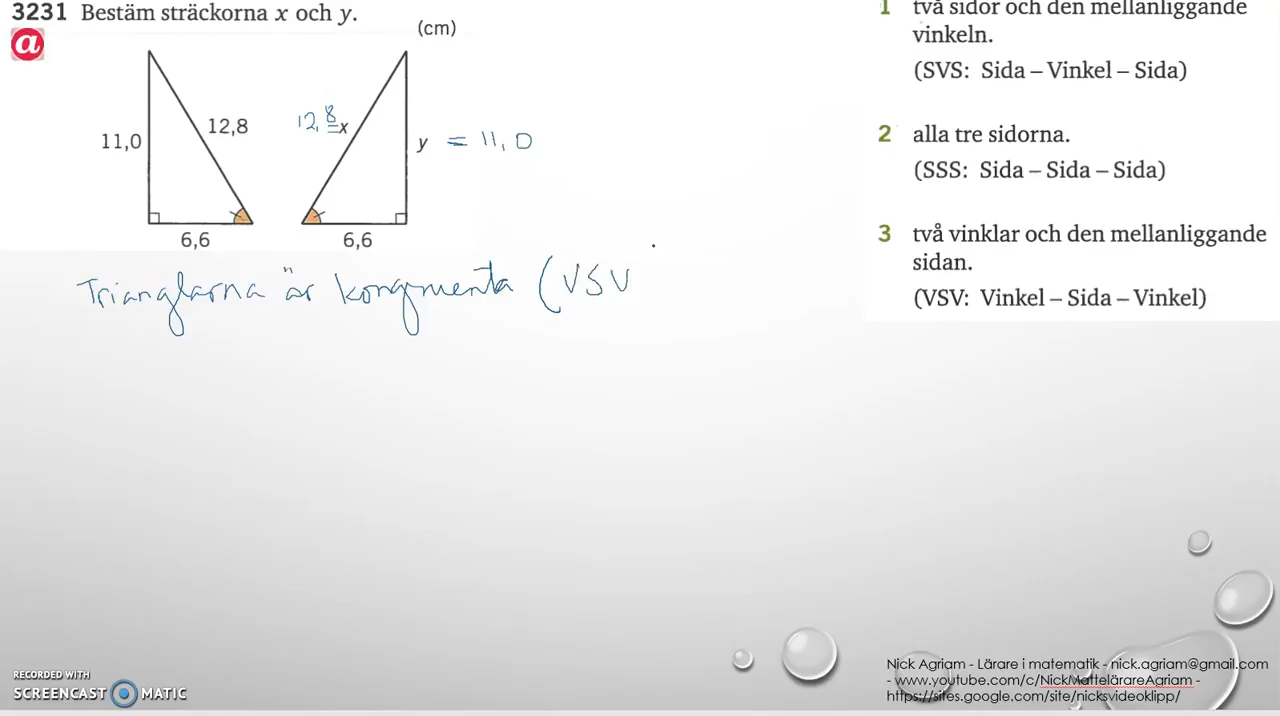 3231 Bestäm sträckorna x och y.
(cm)
a
11,0
12,8
6,6
12,8 x
y = 11,0
6,6
Trianglarna är kongruenta (VSV
1 två sidor och den mellanliggande
vinkeln.
(SVS: Sida – Vinkel – Sida)
2 alla tre sidorna.
(SSS: Sida – Sida – Sida)
3 två vinklar och den mellanliggande
sidan.
(VSV: Vinkel – Sida – Vinkel)
RECORDED WITH
SCREENCAST MATIC
Nick Agriam - Lärare i matematik - nick.agriam@gmail.com
- www.youtube.com/c/NickMattelärareAgriam -
https://sites.google.com/site/nicksvideoklipp/